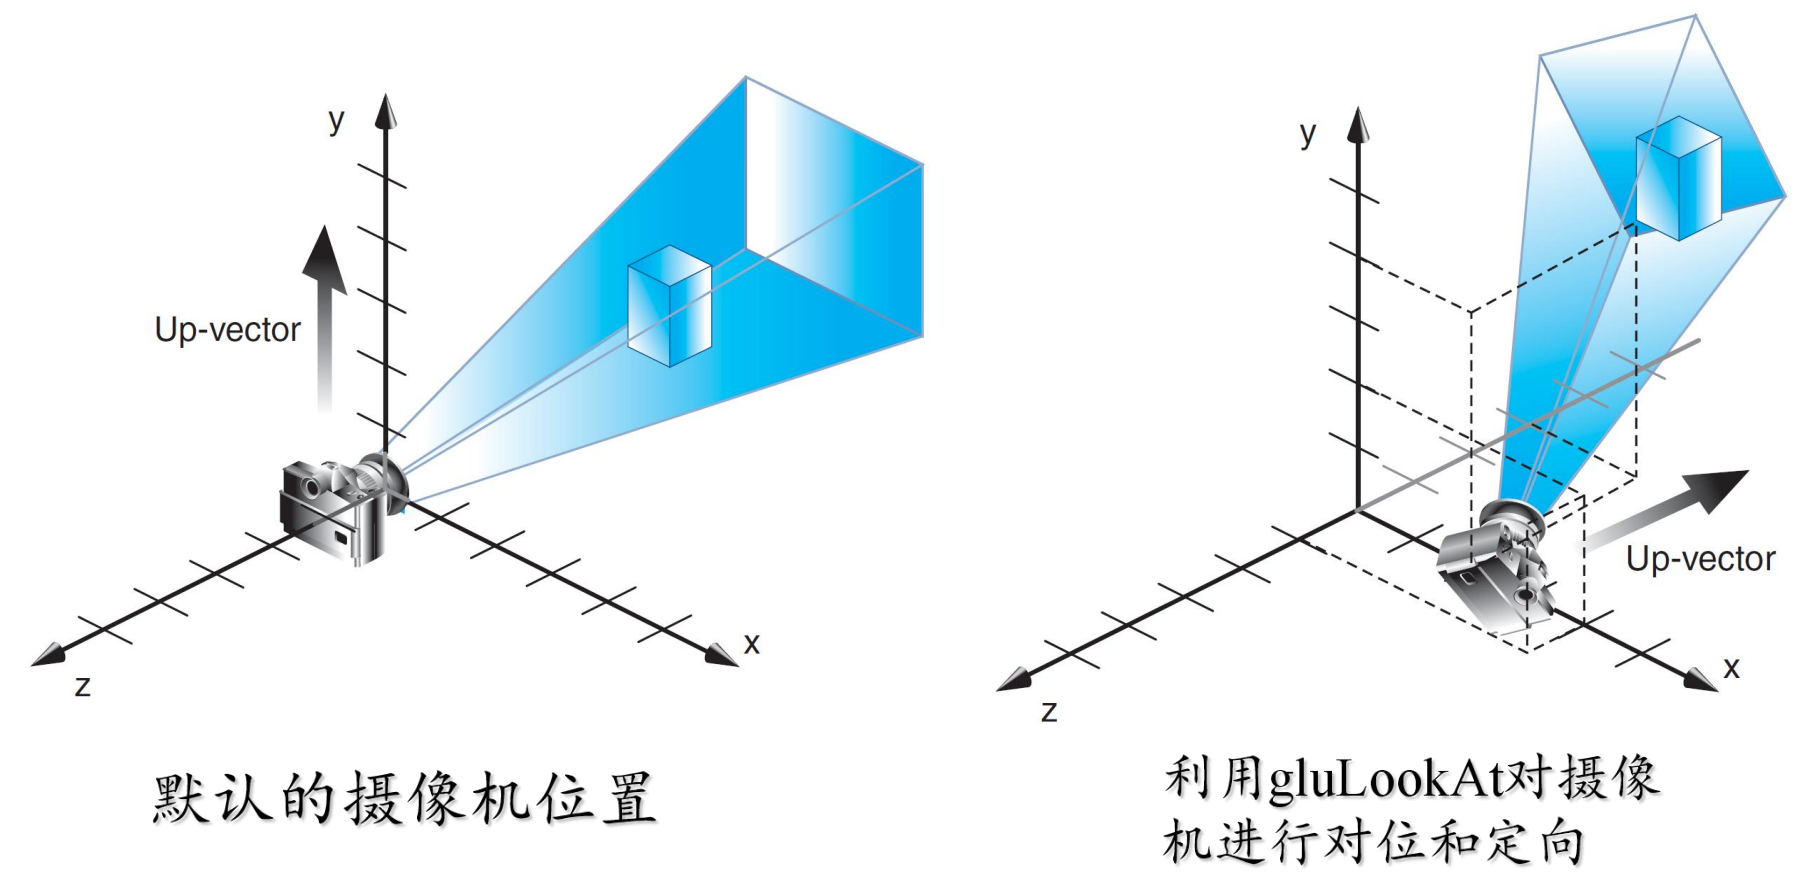 y
Up-vector
x
z
默认的摄像机位置
y
Up-vector
x
z
利用gluLookAt对摄像
机进行对位和定向